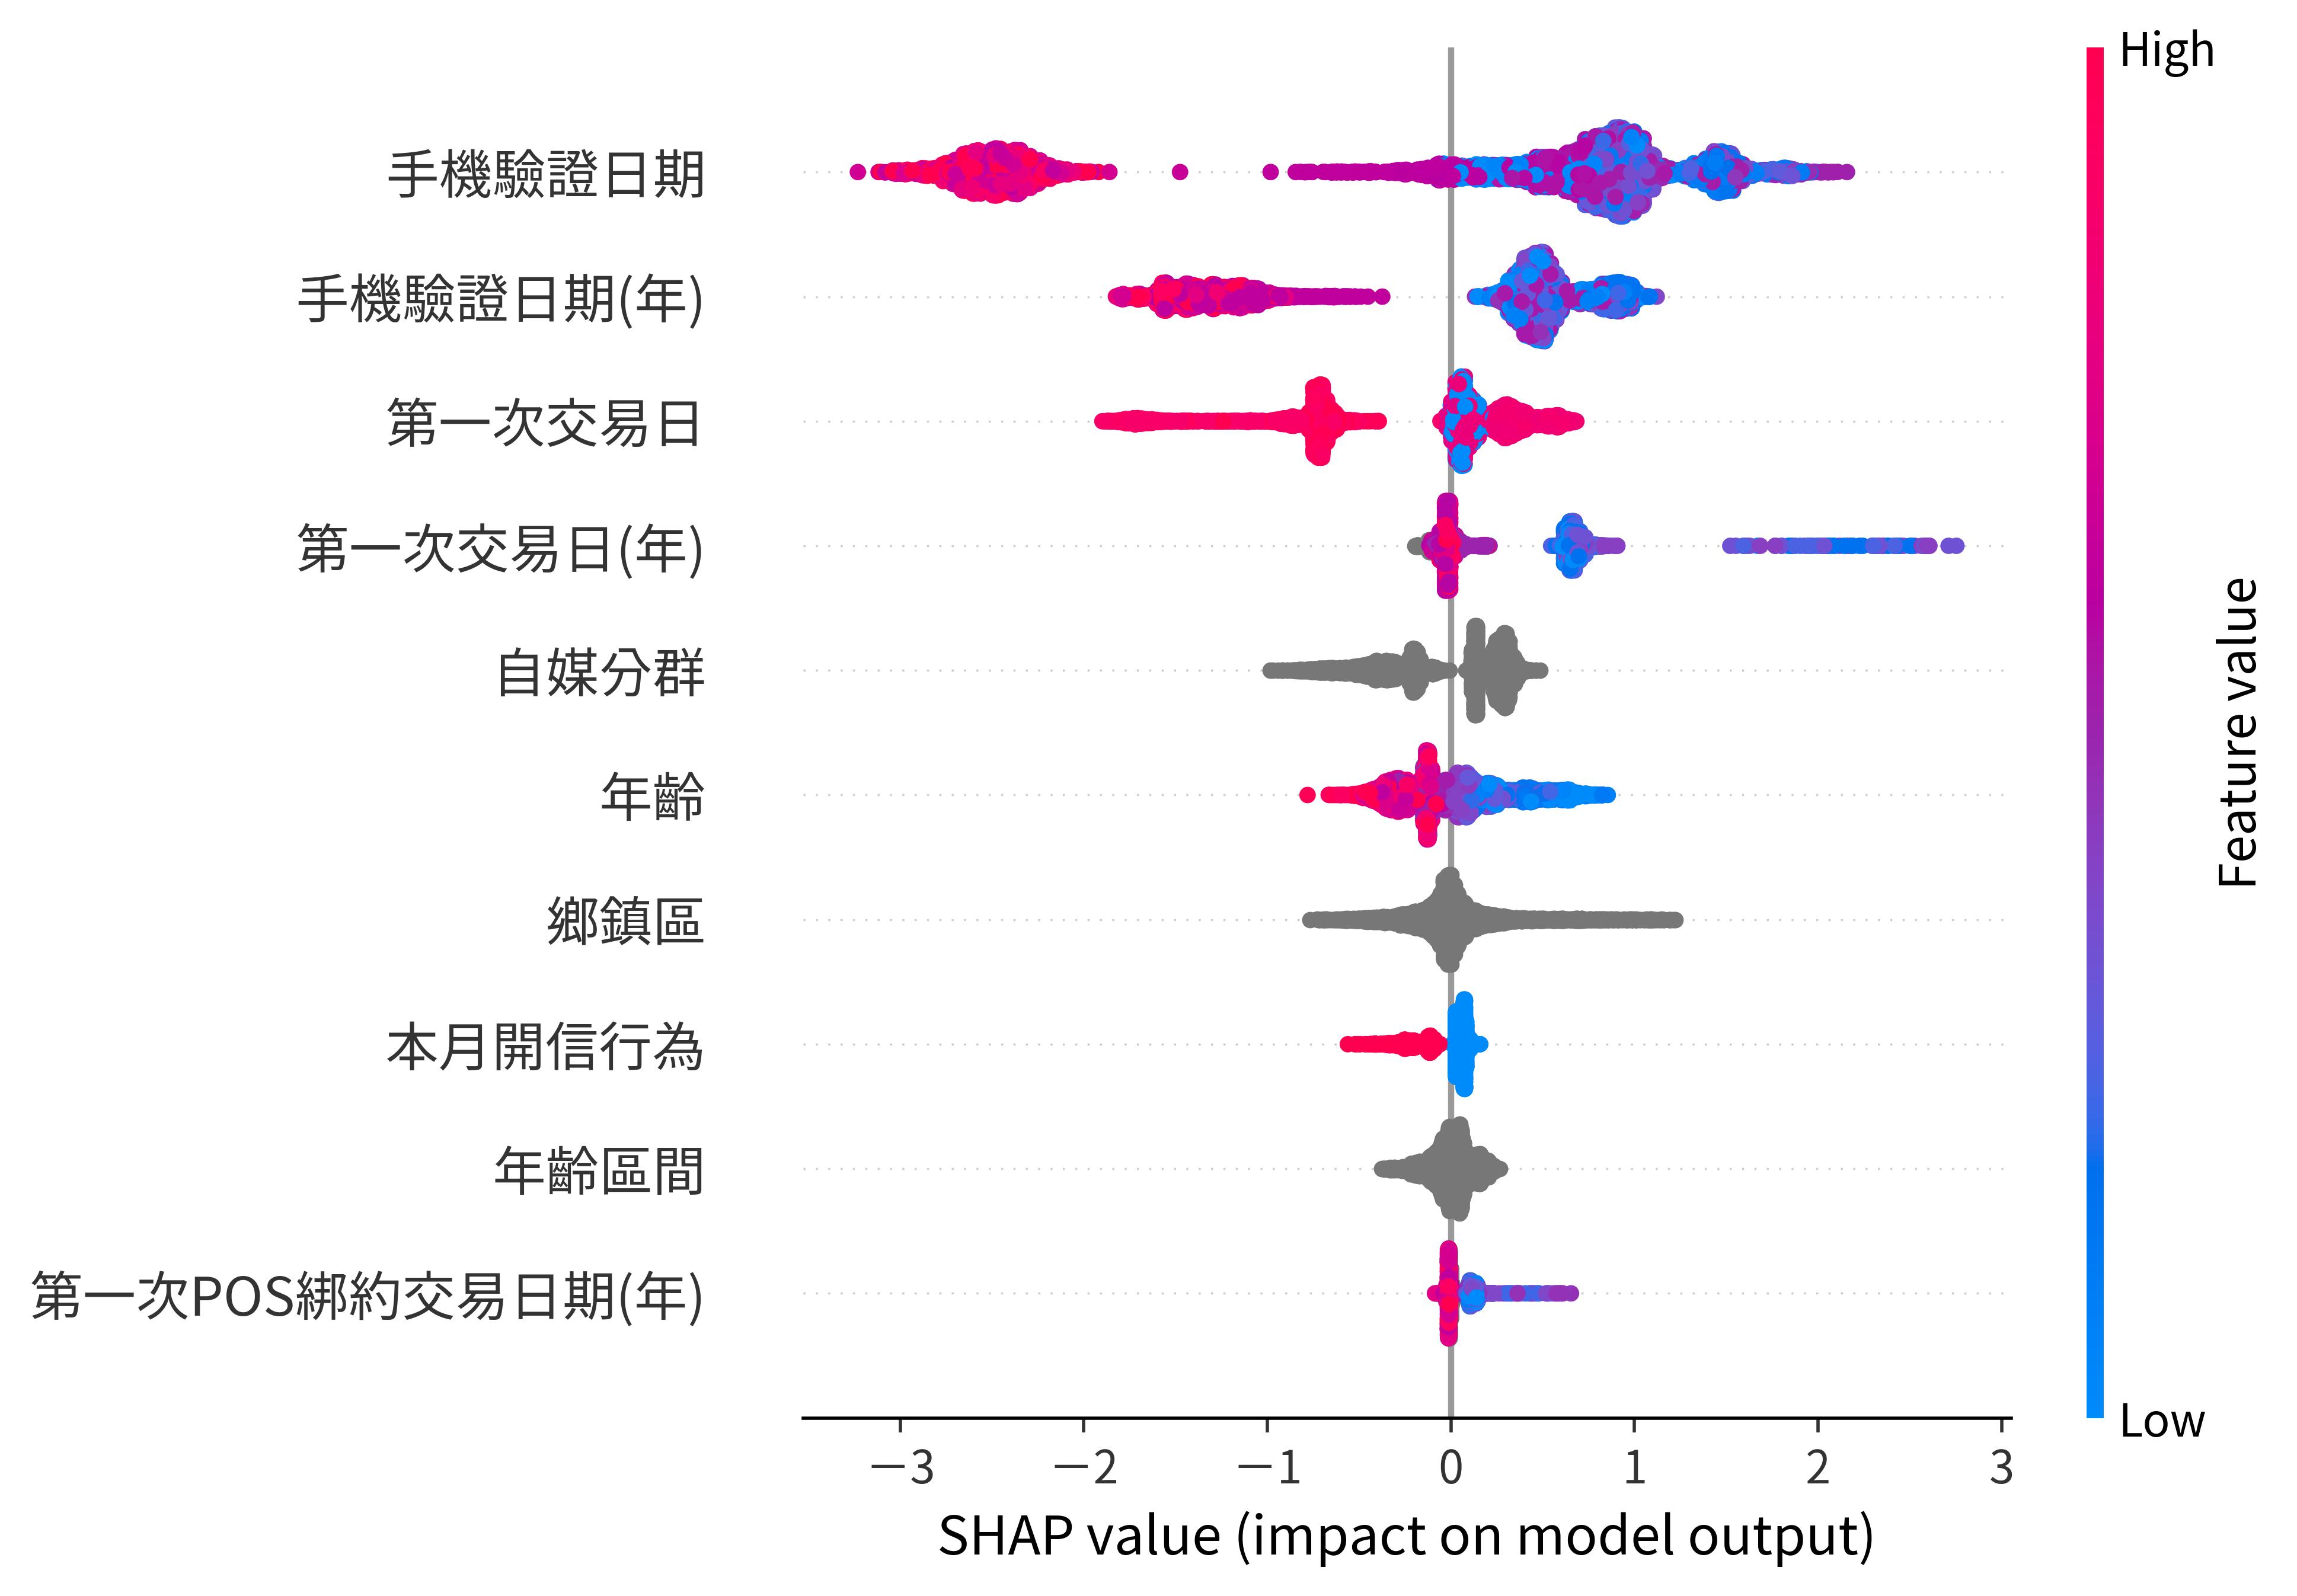 High
手機驗證日期
手機驗證日期(年)
第一次交易日
第一次交易日(年)
自媒分群
年齡
鄉鎮區
本月開信行為
年齡區間
第一次POS綁約交易日期(年)
Feature value
Low
−3 −2 −1 0 1 2 3
SHAP value (impact on model output)